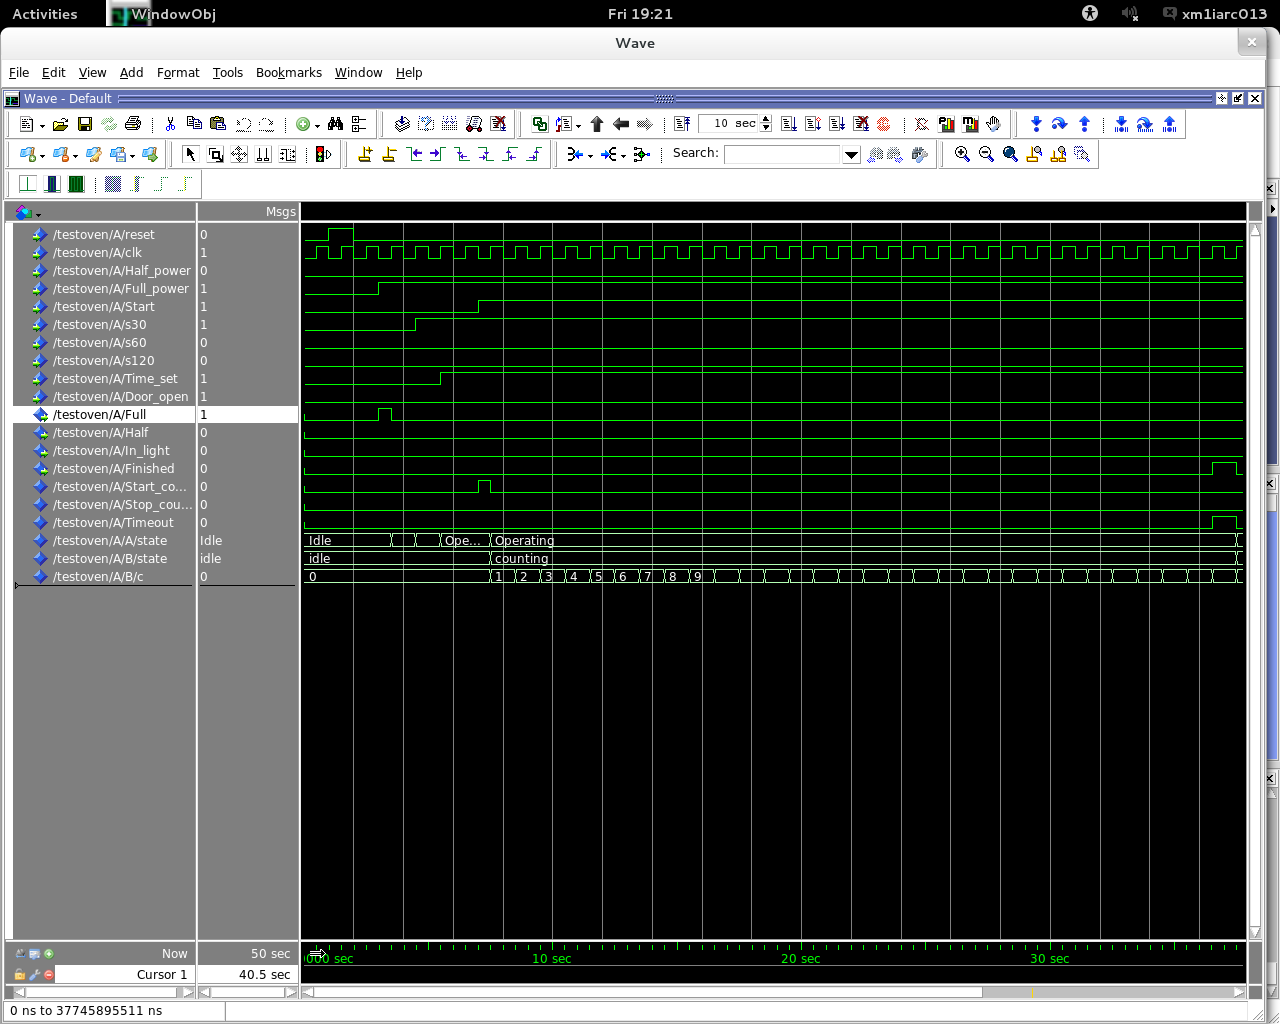 Activities WindowObj Fri 19:21 xm1iarc013
Wave
File Edit View Add Format Tools Bookmarks Window Help
Wave - Default
10 sec
Search:
Msgs
/testoven/A/reset 0
/testoven/A/clk 1
/testoven/A/Half_power 0
/testoven/A/Full_power 1
/testoven/A/Start 1
/testoven/A/s30 1
/testoven/A/s60 0
/testoven/A/s120 0
/testoven/A/Time_set 1
/testoven/A/Door_open 1
/testoven/A/Full 1
/testoven/A/Half 0
/testoven/A/In_light 0
/testoven/A/Finished 0
/testoven/A/Start_co... 0
/testoven/A/Stop_cou... 0
/testoven/A/Timeout 0
/testoven/A/A/state Idle Idle Ope... Operating
/testoven/A/B/state idle idle counting
/testoven/A/B/c 0 0 1 2 3 4 5 6 7 8 9
Now 50 sec 000 sec 10 sec 20 sec 30 sec
Cursor 1 40.5 sec
0 ns to 37745895511 ns